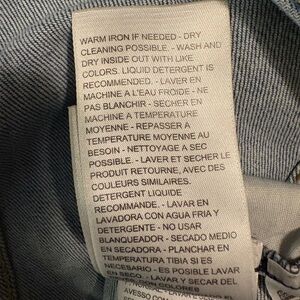 WARM IRON IF NEEDED - DRY
CLEANING POSSIBLE. - WASH AND
DRY INSIDE OUT WITH LIKE
COLORS. LIQUID DETERGENT IS
RECOMMENDED. - LAVER EN
MACHINE A L'EAU FROIDE - NE
PAS BLANCHIR - SECHER EN
MACHINE A TEMPERATURE
MOYENNE - REPASSER A
TEMPERATURE MOYENNE AU
BESOIN - NETTOYAGE A SEC
POSSIBLE. - LAVER ET SECHER LE
PRODUIT RETOURNE, AVEC DES
COULEURS SIMILAIRES.
DETERGENT LIQUIDE
RECOMMANDE. - LAVAR EN
LAVADORA CON AGUA FRIA Y
DETERGENTE - NO USAR
BLANQUEADOR - SECADO MEDIO
EN SECADORA - PLANCHAR EN
TEMPERATURA TIBIA SI ES
NECESARIO - ES POSIBLE LAVAR
EN SECO. - LAVAR Y SECAR DEL
COLORES
AVESSO COM